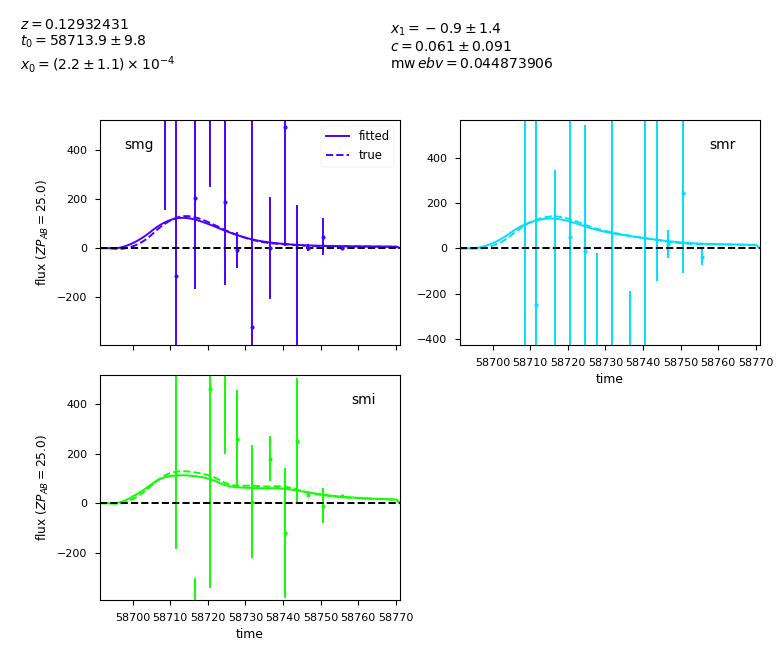 z = 0.12932431
t₀ = 58713.9 ± 9.8
x₀ = (2.2 ± 1.1) × 10⁻⁴
x₁ = −0.9 ± 1.4
c = 0.061 ± 0.091
mw ebv = 0.044873906
smg
fitted
true
400
200
0
−200
flux (ZP_AB = 25.0)
smr
400
200
0
−200
−400
58700 58710 58720 58730 58740 58750 58760 58770
time
smi
400
200
0
−200
flux (ZP_AB = 25.0)
58700 58710 58720 58730 58740 58750 58760 58770
time